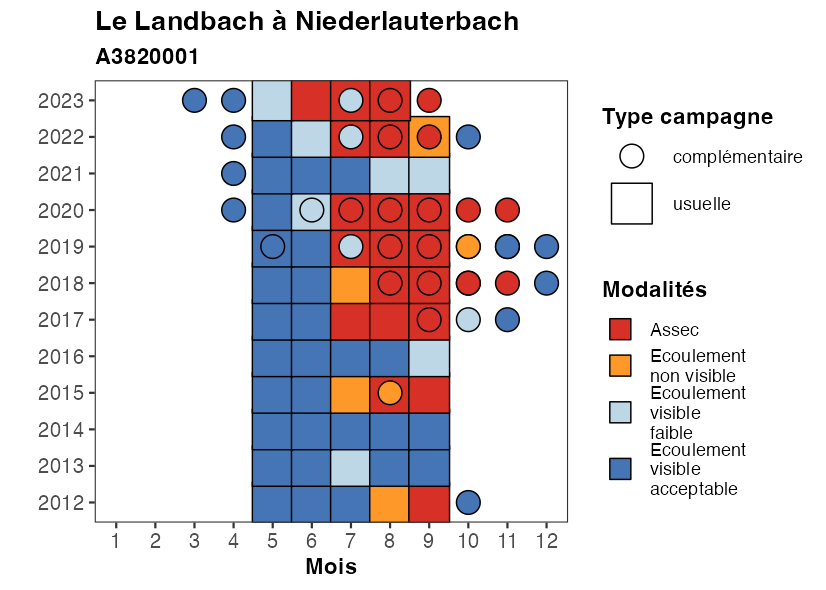 Le Landbach à Niederlauterbach
A3820001
2023
2022
2021
2020
2019
2018
2017
2016
2015
2014
2013
2012
1 2 3 4 5 6 7 8 9 10 11 12
Mois
Type campagne
complémentaire
usuelle
Modalités
Assec
Ecoulement
non visible
Ecoulement
visible
faible
Ecoulement
visible
acceptable